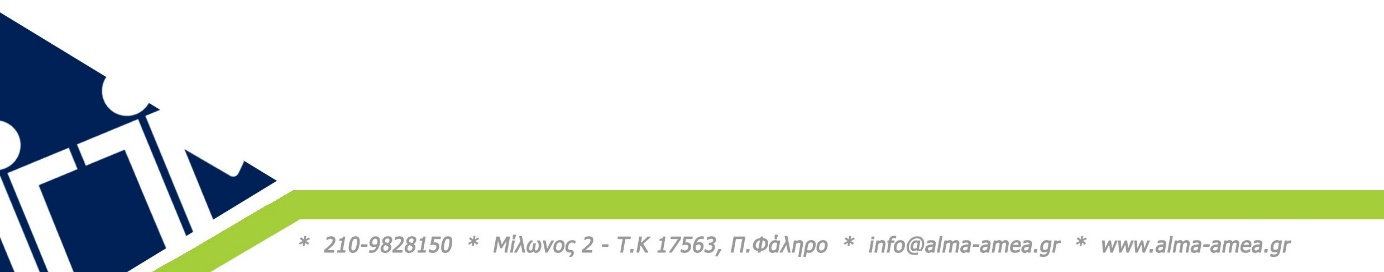 * 210-9828150 * Μίλωνος 2 - Τ.Κ 17563, Π.Φάληρο * info@alma-amea.gr * www.alma-amea.gr